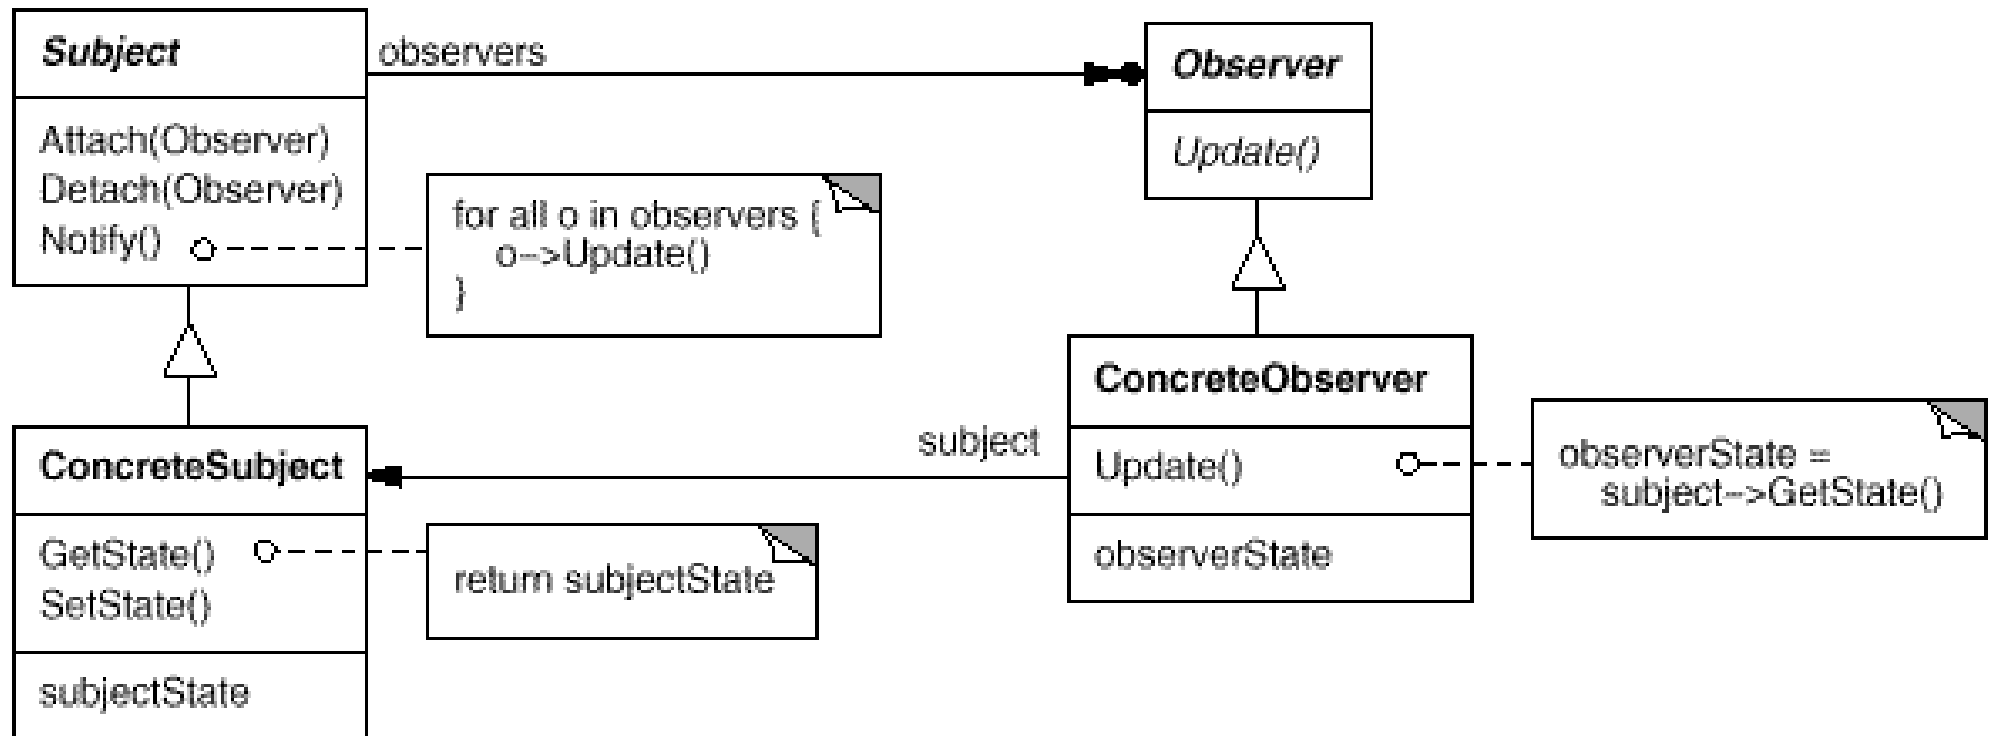 Subject
Attach(Observer)
Detach(Observer)
Notify()
observers
for all o in observers {
o->Update()
}
Observer
Update()
ConcreteSubject
GetState()
SetState()
subjectState
return subjectState
subject
ConcreteObserver
Update()
observerState
observerState =
subject->GetState()